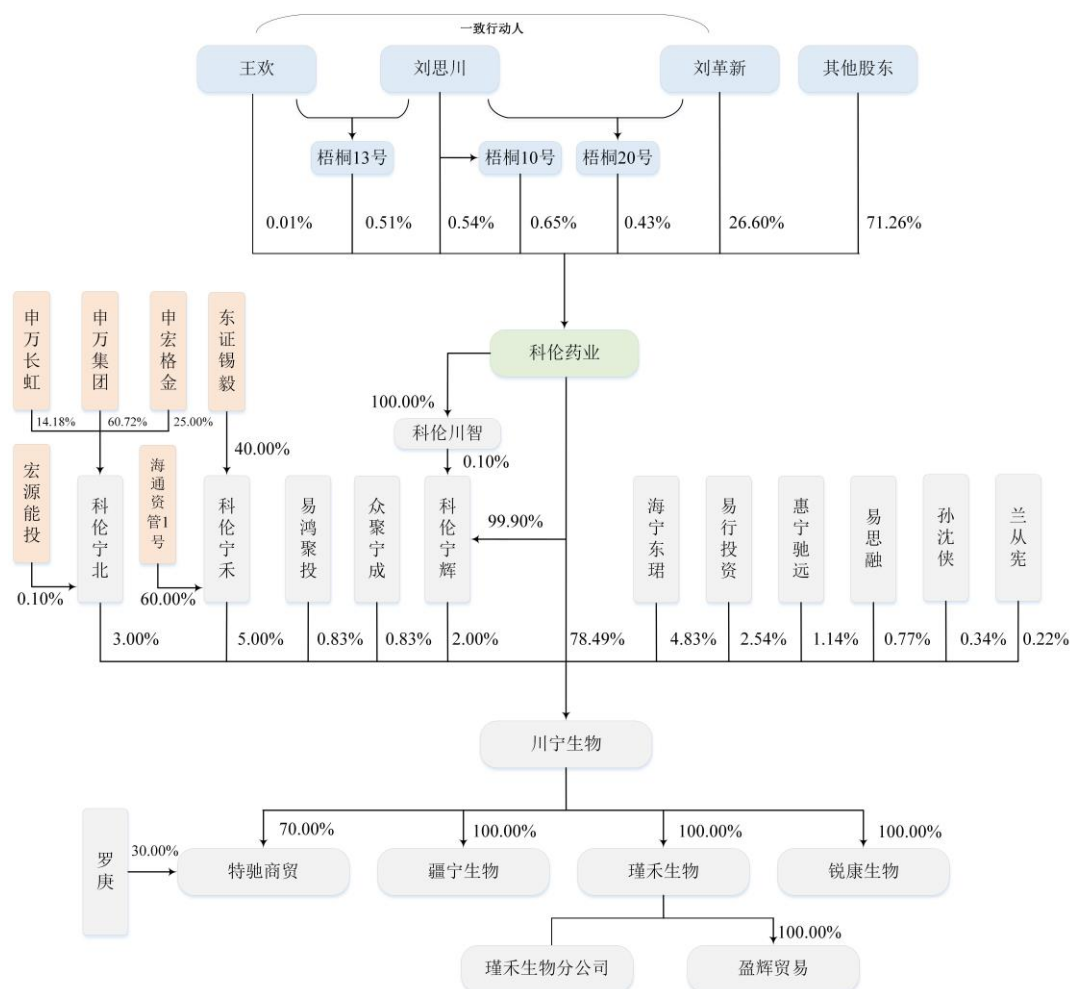 一致行动人
王欢
刘思川
刘革新
其他股东
梧桐13号
梧桐10号
梧桐20号
0.01%
0.51%
0.54%
0.65%
0.43%
26.60%
71.26%
申万长虹
申万集团
申宏格金
东证锡毅
科伦药业
14.18%
60.72%
25.00%
100.00%
科伦川智
40.00%
0.10%
宏源能投
科伦宁北
海通资管1号
科伦宁禾
易鸿聚投
众聚宁成
科伦宁辉
99.90%
海宁东珺
易行投资
惠宁驰远
易思融
孙沈侠
兰从宪
0.10%
60.00%
3.00%
5.00%
0.83%
0.83%
2.00%
78.49%
4.83%
2.54%
1.14%
0.77%
0.34%
0.22%
川宁生物
罗庚
30.00%
70.00%
100.00%
100.00%
100.00%
特驰商贸
疆宁生物
瑾禾生物
锐康生物
100.00%
瑾禾生物分公司
盈辉贸易